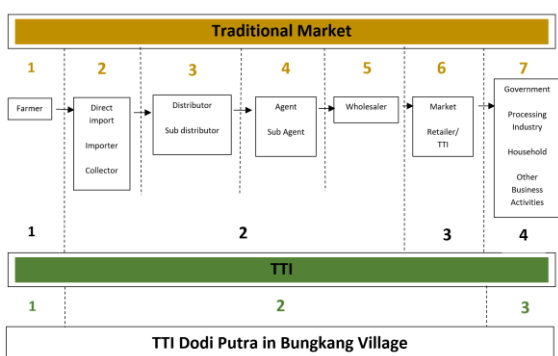 Traditional Market
1 2 3 4 5 6 7
Farmer
Direct
import
Importer
Collector
Distributor
Sub distributor
Agent
Sub Agent
Wholesaler
Market
Retailer/
TTI
Government
Processing
Industry
Household
Other
Business
Activities
1 2 3 4
TTI
1 2 3
TTI Dodi Putra in Bungkang Village